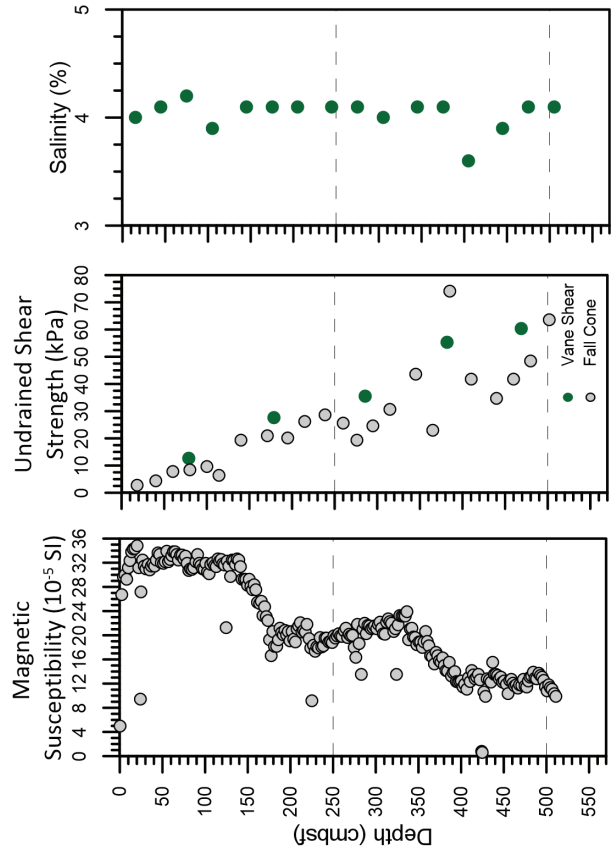 Salinity (%)
3 4 5
Undrained Shear
Strength (kPa)
0 10 20 30 40 50 60 70 80
Vane Shear
Fall Cone
Magnetic
Susceptibility (10⁻⁵ SI)
0 4 8 12 16 20 24 28 32 36
0 50 100 150 200 250 300 350 400 450 500
Depth (cmbsf)